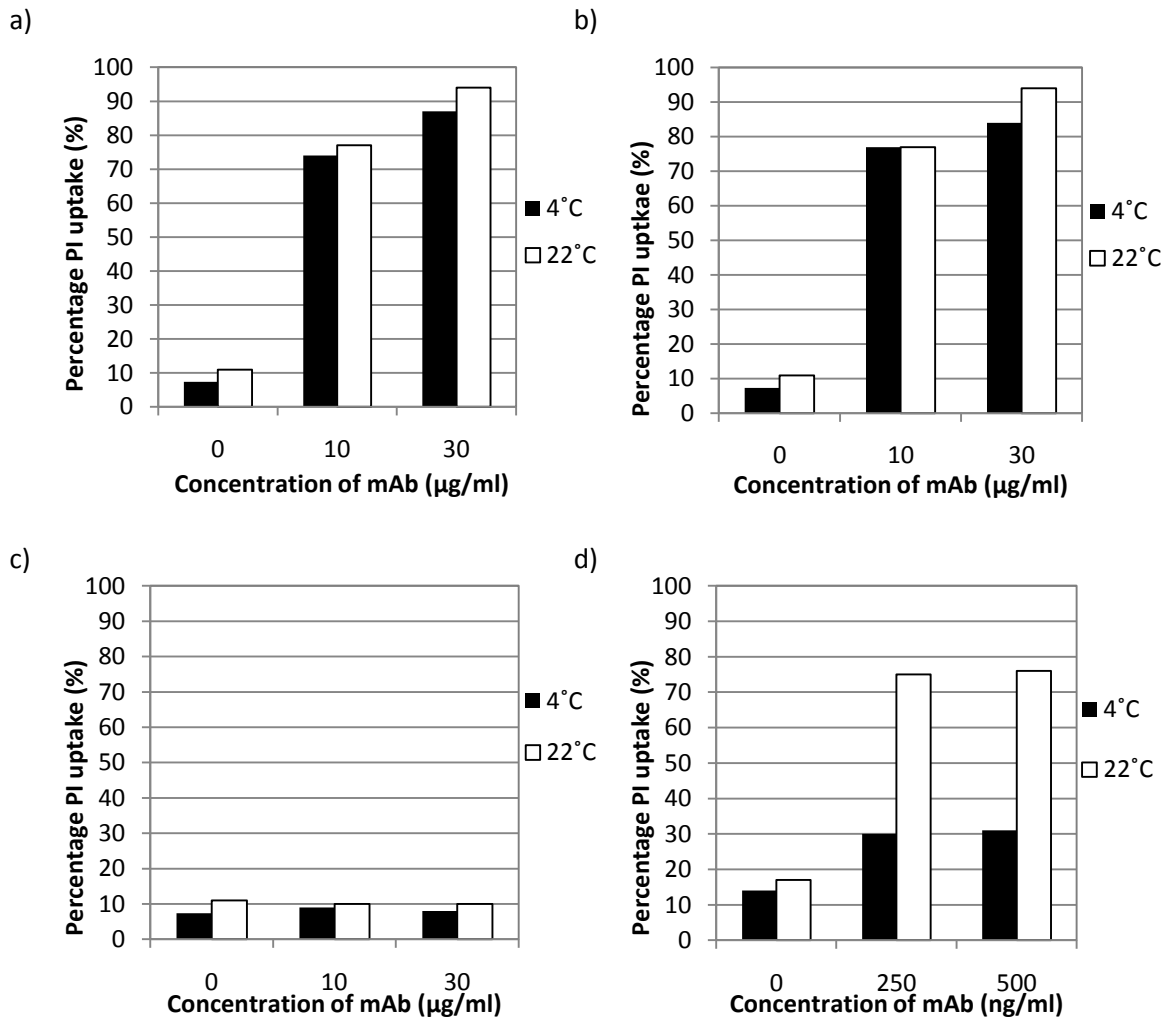 a)
100
90
80
70
60
50
40
30
20
10
0
Percentage PI uptake (%)
0 10 30
Concentration of mAb (µg/ml)
4˚C
22˚C
b)
100
90
80
70
60
50
40
30
20
10
0
Percentage PI uptkae (%)
0 10 30
Concentration of mAb (µg/ml)
4˚C
22˚C
c)
100
90
80
70
60
50
40
30
20
10
0
Percentage PI uptake (%)
0 10 30
Concentration of mAb (µg/ml)
4˚C
22˚C
d)
100
90
80
70
60
50
40
30
20
10
0
Percentage PI uptake (%)
0 250 500
Concentration of mAb (ng/ml)
4˚C
22˚C